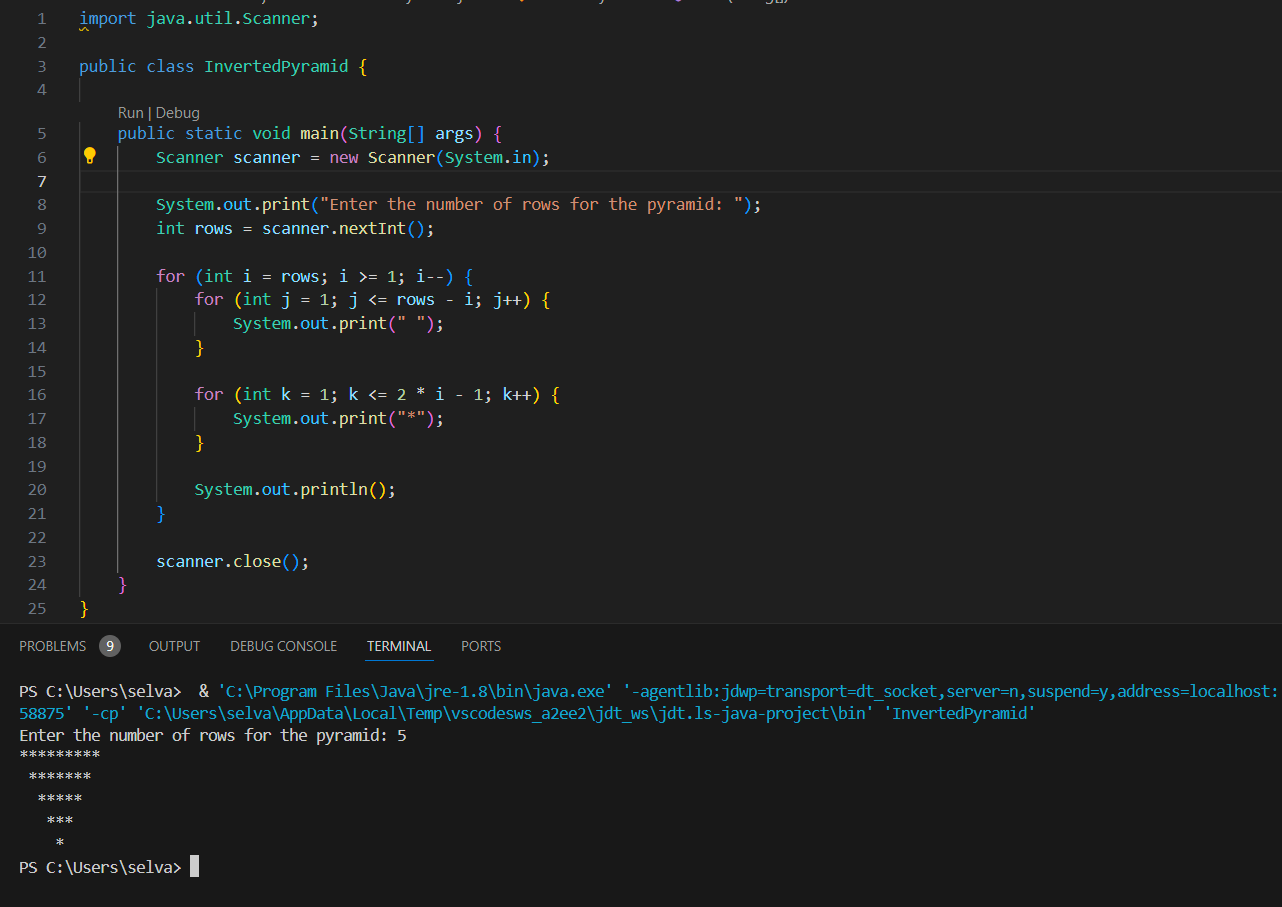 1 import java.util.Scanner;
2
3 public class InvertedPyramid {
4
Run | Debug
5     public static void main(String[] args) {
6         Scanner scanner = new Scanner(System.in);
7
8         System.out.print("Enter the number of rows for the pyramid: ");
9         int rows = scanner.nextInt();
10
11         for (int i = rows; i >= 1; i--) {
12             for (int j = 1; j <= rows - i; j++) {
13                 System.out.print(" ");
14             }
15
16             for (int k = 1; k <= 2 * i - 1; k++) {
17                 System.out.print("*");
18             }
19
20             System.out.println();
21         }
22
23         scanner.close();
24     }
25 }
PROBLEMS 9 OUTPUT DEBUG CONSOLE TERMINAL PORTS
PS C:\Users\selva>  & 'C:\Program Files\Java\jre-1.8\bin\java.exe' '-agentlib:jdwp=transport=dt_socket,server=n,suspend=y,address=localhost:
58875' '-cp' 'C:\Users\selva\AppData\Local\Temp\vscodesws_a2ee2\jdt_ws\jdt.ls-java-project\bin' 'InvertedPyramid'
Enter the number of rows for the pyramid: 5
*********
 *******
  *****
   ***
    *
PS C:\Users\selva>